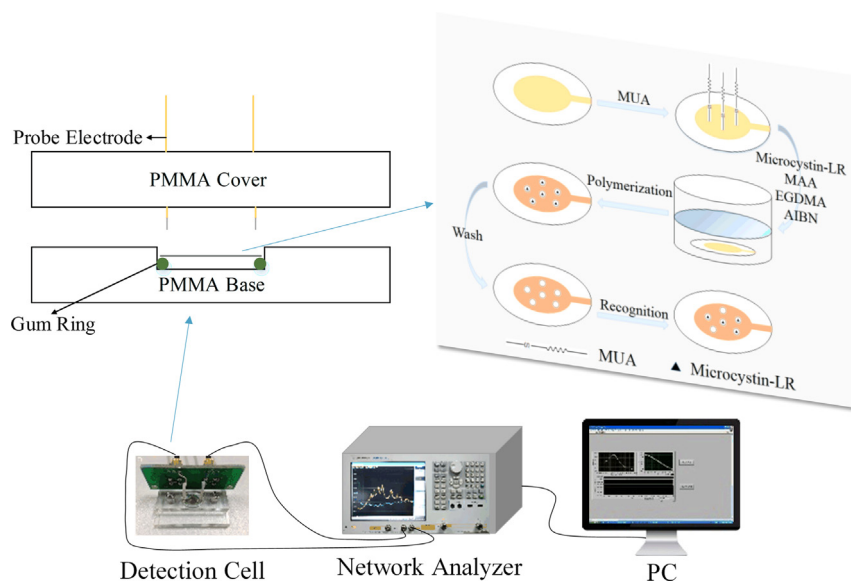 Probe Electrode
PMMA Cover
PMMA Base
Gum Ring
MUA
Microcystin-LR
MAA
EGDMA
AIBN
Polymerization
Wash
Recognition
MUA
Microcystin-LR
Detection Cell
Network Analyzer
PC